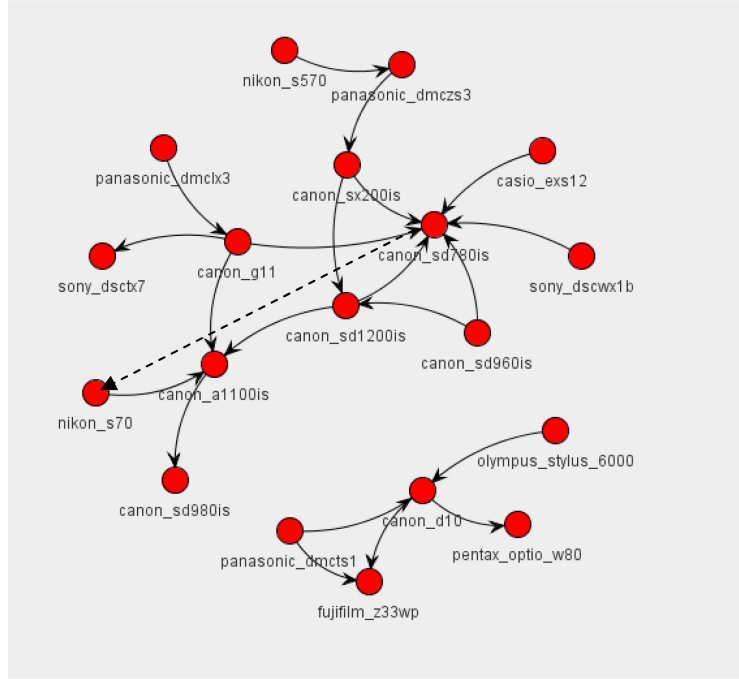 nikon_s570
panasonic_dmczs3
panasonic_dmclx3
canon_sx200is
casio_exs12
canon_sd780is
sony_dsctx7
canon_g11
sony_dscwx1b
canon_sd1200is
canon_sd960is
canon_a1100is
nikon_s70
olympus_stylus_6000
canon_sd980is
canon_d10
pentax_optio_w80
panasonic_dmcts1
fujifilm_z33wp